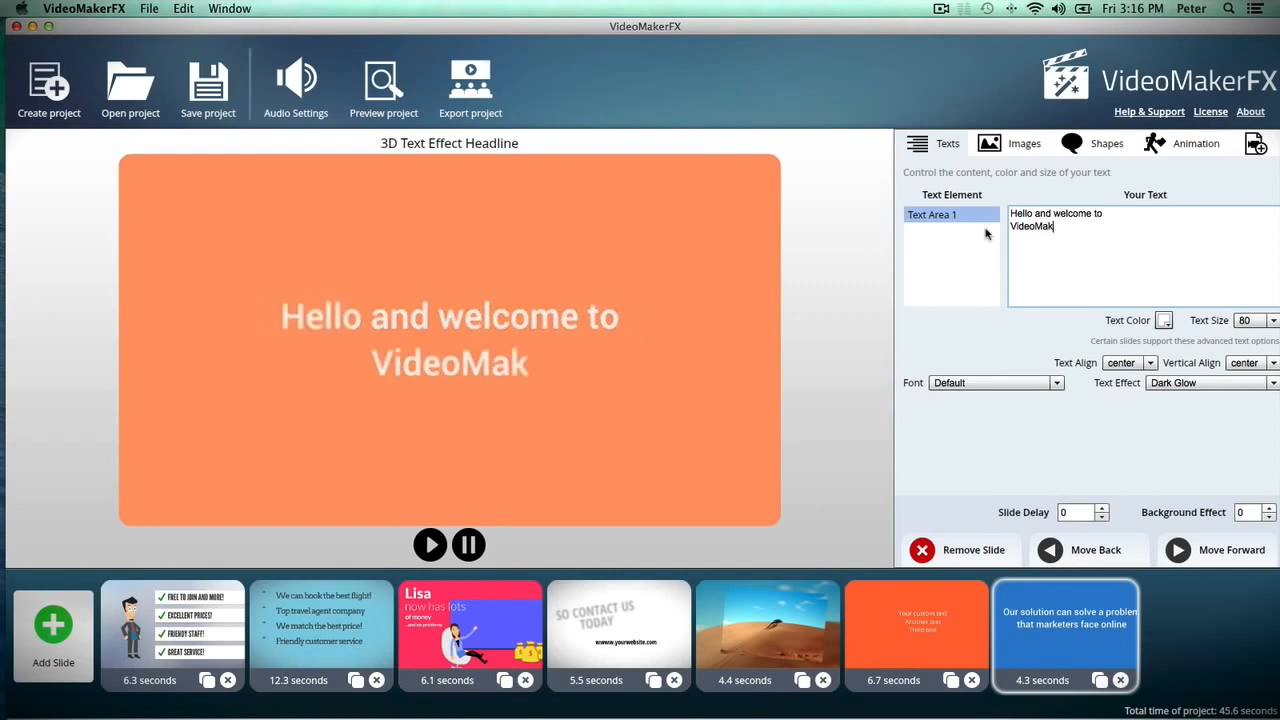 VideoMakerFX File Edit Window Fri 3:16 PM Peter
VideoMakerFX
Create project Open project Save project Audio Settings Preview project Export project
VideoMakerFX
Help & Support License About
3D Text Effect Headline
Hello and welcome to
VideoMak
Texts Images Shapes Animation
Control the content, color and size of your text
Text Element Your Text
Text Area 1
Hello and welcome to
VideoMak
Text Color Text Size 80
Certain slides support these advanced text options
Text Align center Vertical Align center
Font Default Text Effect Dark Glow
Slide Delay 0 Background Effect 0
Remove Slide Move Back Move Forward
Add Slide
FREE TO JOIN AND MORE!
EXCELLENT PRICES!
FRIENDY STAFF!
GREAT SERVICE!
6.3 seconds
- We can book the best flight!
- Top travel agent company
- We match the best price!
- Friendly customer service
12.3 seconds
Lisa
now has lots
of money
6.1 seconds
SO CONTACT US
TODAY
www.yourwebsite.com
5.5 seconds
4.4 seconds
Your custom text
Another text
Third text
6.7 seconds
Our solution can solve a problem
that marketers face online
4.3 seconds
Total time of project: 45.6 seconds